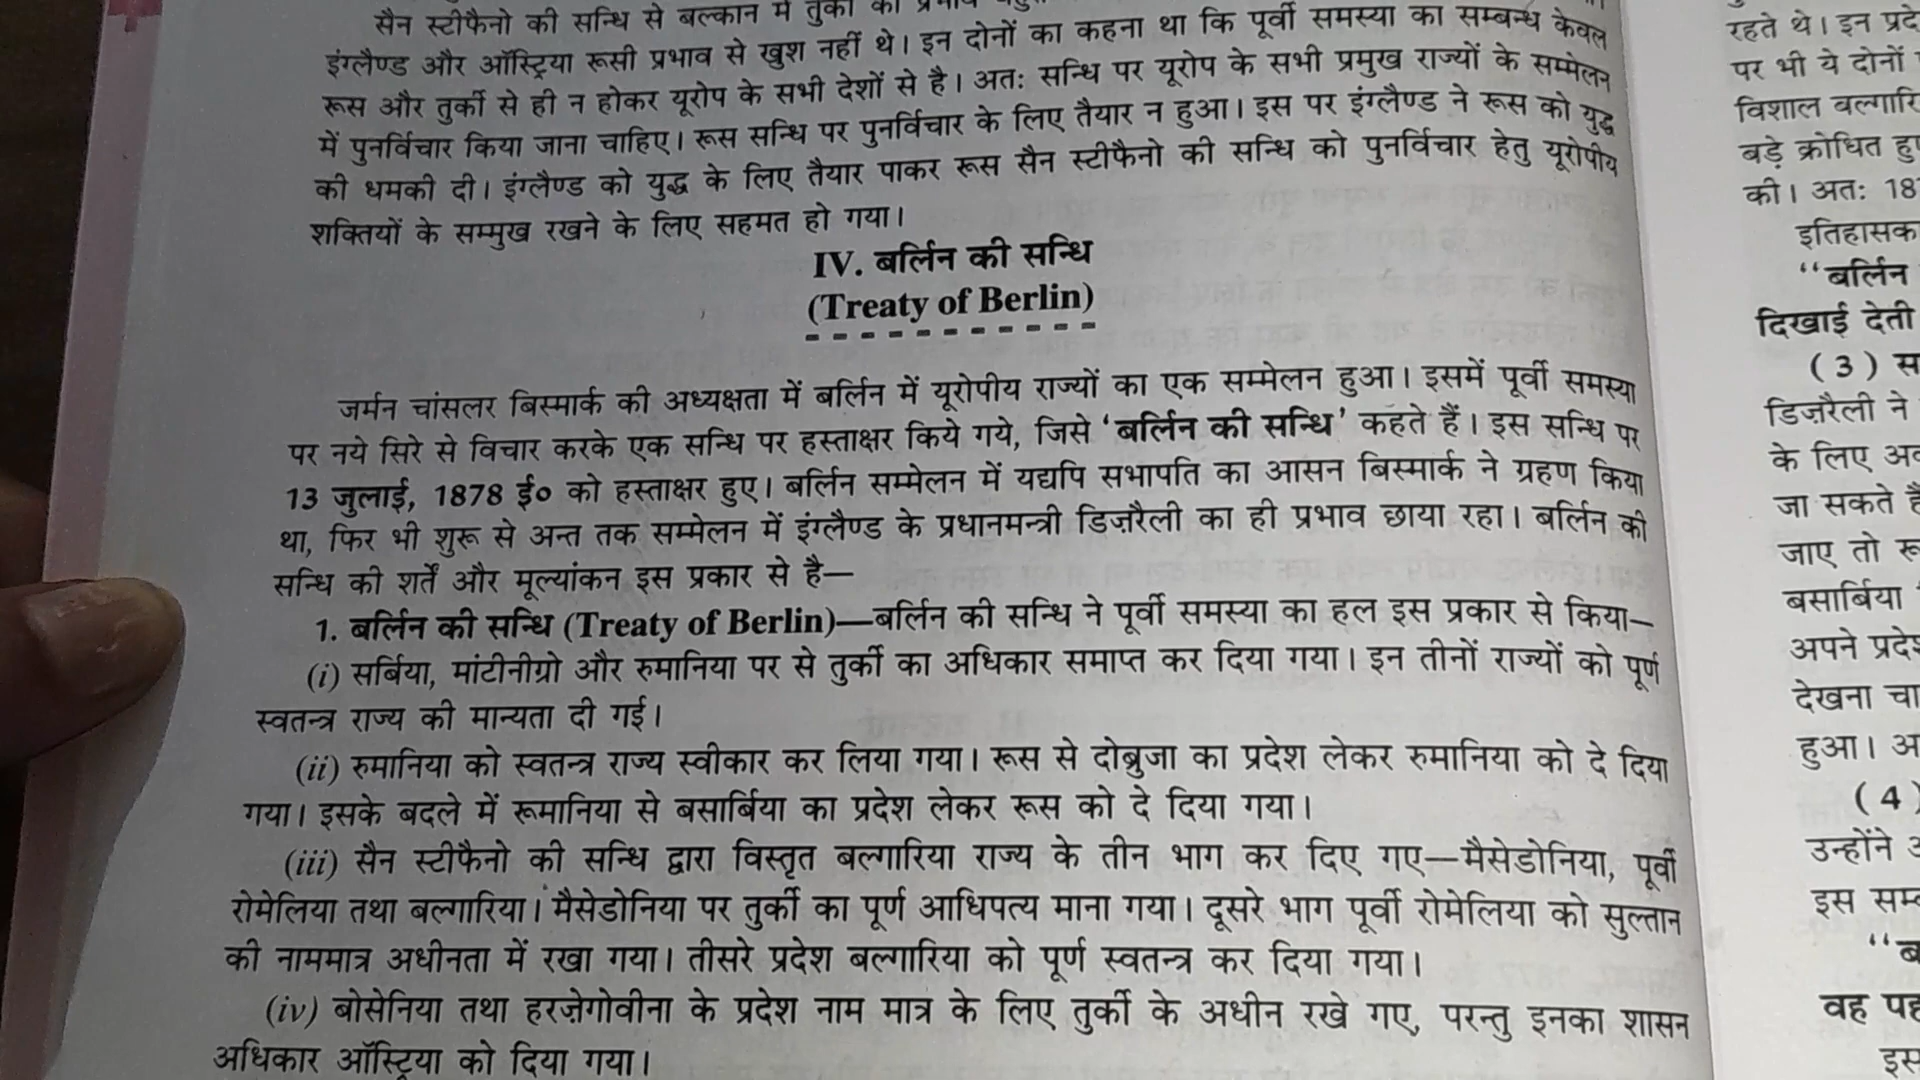 सैन स्टीफैनो की सन्धि से बल्कान में तुर्की का
इंग्लैण्ड और ऑस्ट्रिया रूसी प्रभाव से खुश नहीं थे। इन दोनों का कहना था कि पूर्वी समस्या का सम्बन्ध केवल
रूस और तुर्की से ही न होकर यूरोप के सभी देशों से है। अतः सन्धि पर यूरोप के सभी प्रमुख राज्यों के सम्मेलन
में पुनर्विचार किया जाना चाहिए। रूस सन्धि पर पुनर्विचार के लिए तैयार न हुआ। इस पर इंग्लैण्ड ने रूस को युद्ध
की धमकी दी। इंग्लैण्ड को युद्ध के लिए तैयार पाकर रूस सैन स्टीफैनो की सन्धि को पुनर्विचार हेतु यूरोपीय
शक्तियों के सम्मुख रखने के लिए सहमत हो गया।
IV. बर्लिन की सन्धि
(Treaty of Berlin)
जर्मन चांसलर बिस्मार्क की अध्यक्षता में बर्लिन में यूरोपीय राज्यों का एक सम्मेलन हुआ। इसमें पूर्वी समस्या
पर नये सिरे से विचार करके एक सन्धि पर हस्ताक्षर किये गये, जिसे ‘बर्लिन की सन्धि’ कहते हैं। इस सन्धि पर
13 जुलाई, 1878 ई० को हस्ताक्षर हुए। बर्लिन सम्मेलन में यद्यपि सभापति का आसन बिस्मार्क ने ग्रहण किया
था, फिर भी शुरू से अन्त तक सम्मेलन में इंग्लैण्ड के प्रधानमन्त्री डिज़रैली का ही प्रभाव छाया रहा। बर्लिन की
सन्धि की शर्तें और मूल्यांकन इस प्रकार से है—
1. बर्लिन की सन्धि (Treaty of Berlin)—बर्लिन की सन्धि ने पूर्वी समस्या का हल इस प्रकार से किया—
(i) सर्बिया, मांटीनीग्रो और रुमानिया पर से तुर्की का अधिकार समाप्त कर दिया गया। इन तीनों राज्यों को पूर्ण
स्वतन्त्र राज्य की मान्यता दी गई।
(ii) रुमानिया को स्वतन्त्र राज्य स्वीकार कर लिया गया। रूस से दोब्रुजा का प्रदेश लेकर रुमानिया को दे दिया
गया। इसके बदले में रूमानिया से बसार्बिया का प्रदेश लेकर रूस को दे दिया गया।
(iii) सैन स्टीफैनो की सन्धि द्वारा विस्तृत बल्गारिया राज्य के तीन भाग कर दिए गए—मैसेडोनिया, पूर्वी
रोमेलिया तथा बल्गारिया। मैसेडोनिया पर तुर्की का पूर्ण आधिपत्य माना गया। दूसरे भाग पूर्वी रोमेलिया को सुल्तान
की नाममात्र अधीनता में रखा गया। तीसरे प्रदेश बल्गारिया को पूर्ण स्वतन्त्र कर दिया गया।
(iv) बोसेनिया तथा हरज़ेगोवीना के प्रदेश नाम मात्र के लिए तुर्की के अधीन रखे गए, परन्तु इनका शासन
अधिकार ऑस्ट्रिया को दिया गया।
रहते थे। इन
पर भी ये दोनों
विशाल
बड़े क्रोधित
की। अतः
“बर्लिन
दिखाई देती
(3)
डिज़रैली ने
के लिए
जा सकते
जाए तो
बसार्बिया
अपने
देखना
हुआ।
(4)
उन्होंने
इस
वह
इस